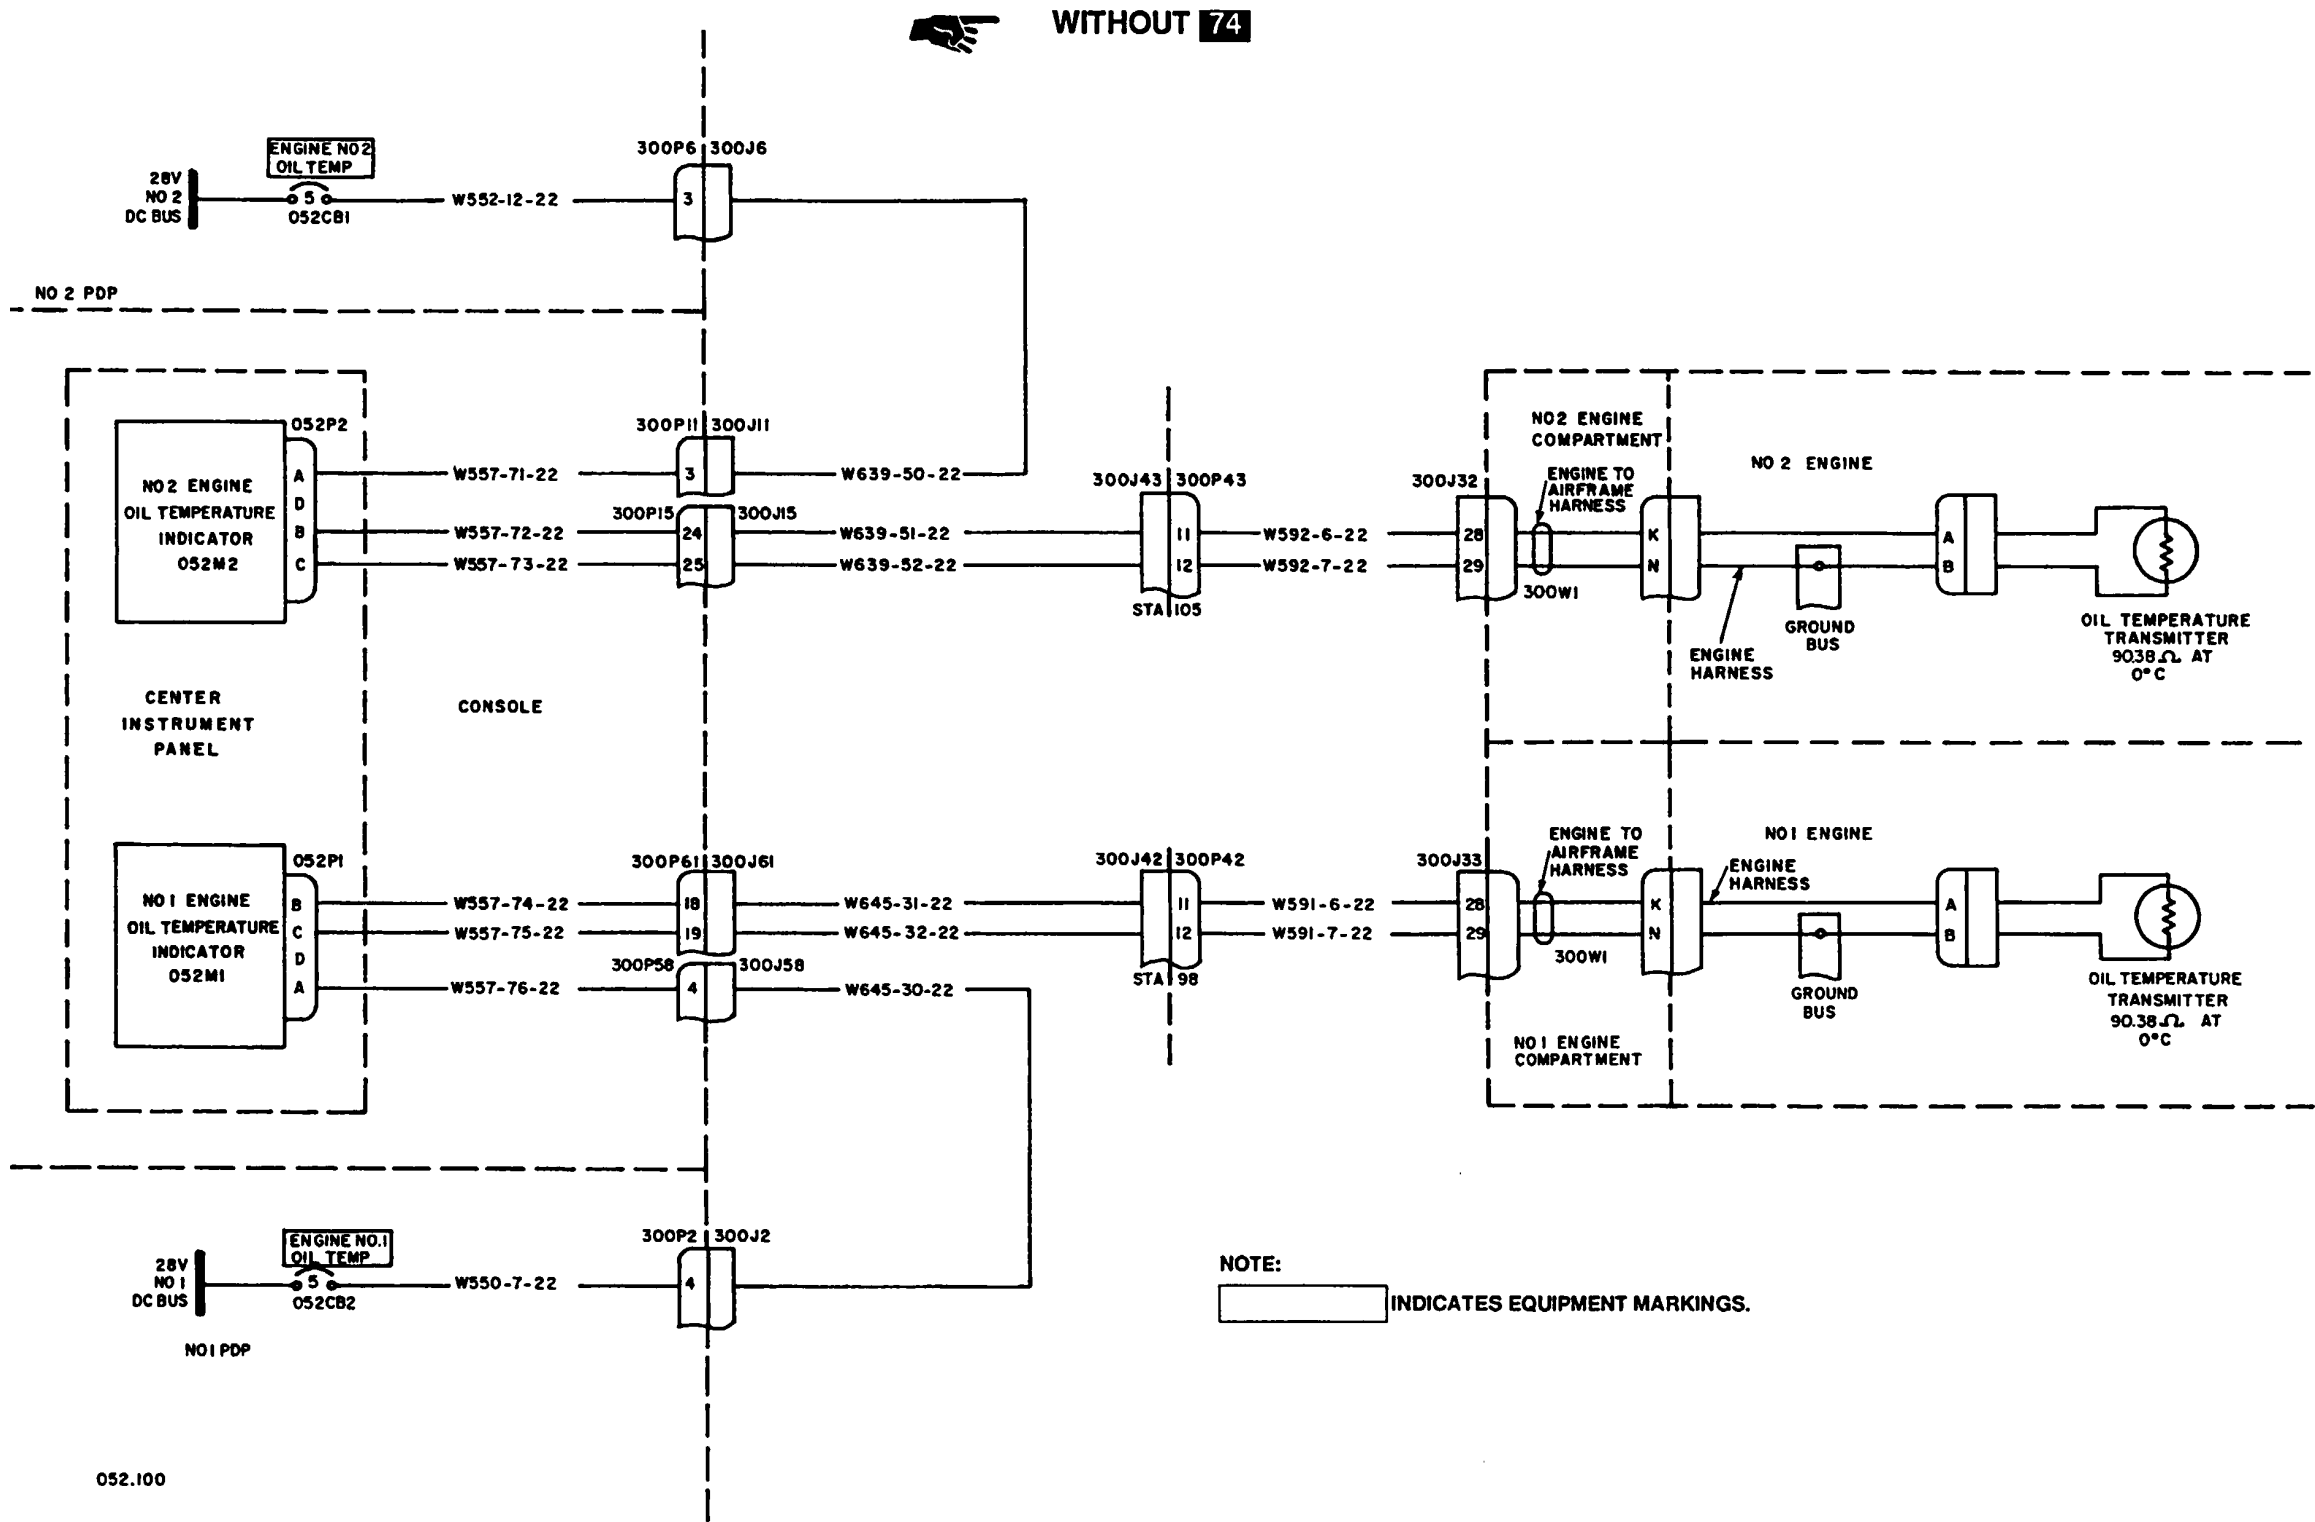 WITHOUT 74
ENGINE NO2
OIL TEMP
28V
NO 2
DC BUS
5
052CB1
W552-12-22
300P6
300J6
3
NO 2 PDP
052P2
NO2 ENGINE
OIL TEMPERATURE
INDICATOR
052M2
A
D
B
C
W557-71-22
W557-72-22
W557-73-22
300P11
300J11
3
300P15
300J15
24
25
W639-50-22
W639-51-22
W639-52-22
300J43
300P43
11
12
STA 105
W592-6-22
W592-7-22
300J32
28
29
NO2 ENGINE
COMPARTMENT
ENGINE TO
AIRFRAME
HARNESS
300W1
K
N
NO 2 ENGINE
ENGINE
HARNESS
GROUND
BUS
A
B
OIL TEMPERATURE
TRANSMITTER
90.38Ω AT
0°C
CENTER
INSTRUMENT
PANEL
CONSOLE
052P1
NO1 ENGINE
OIL TEMPERATURE
INDICATOR
052M1
B
C
D
A
W557-74-22
W557-75-22
W557-76-22
300P61
300J61
18
19
300P58
300J58
4
W645-31-22
W645-32-22
W645-30-22
300J42
300P42
11
12
STA 98
W591-6-22
W591-7-22
300J33
28
29
ENGINE TO
AIRFRAME
HARNESS
300W1
K
N
NO1 ENGINE
COMPARTMENT
NO1 ENGINE
ENGINE
HARNESS
GROUND
BUS
A
B
OIL TEMPERATURE
TRANSMITTER
90.38Ω AT
0°C
ENGINE NO.1
OIL TEMP
28V
NO 1
DC BUS
5
052CB2
W550-7-22
300P2
300J2
4
NO1 PDP
NOTE:
INDICATES EQUIPMENT MARKINGS.
052.100